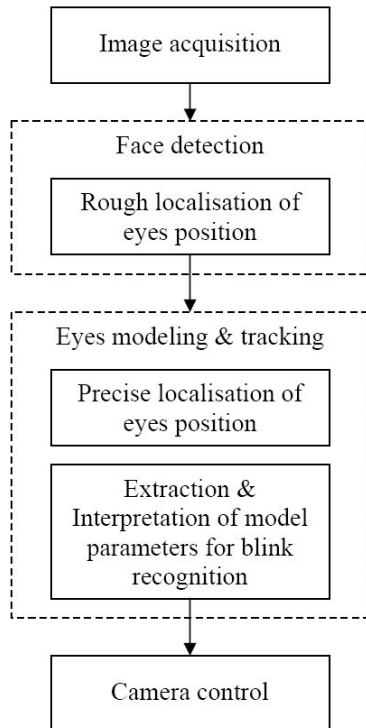 Image acquisition
Face detection
Rough localisation of
eyes position
Eyes modeling & tracking
Precise localisation of
eyes position
Extraction &
Interpretation of model
parameters for blink
recognition
Camera control